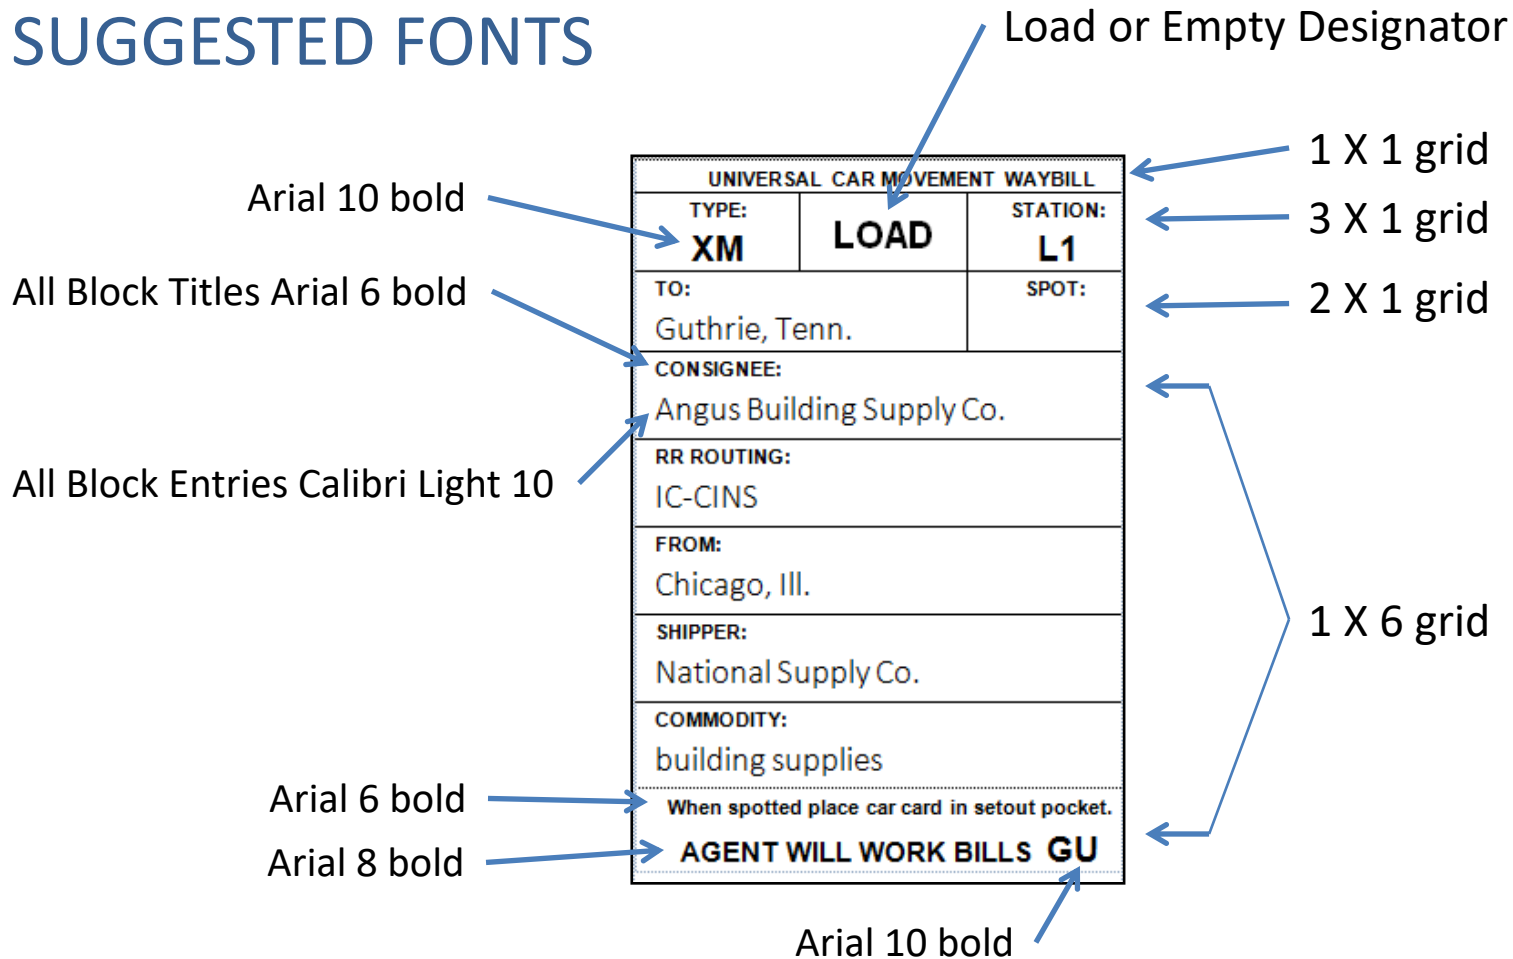 SUGGESTED FONTS
Load or Empty Designator
1 X 1 grid
UNIVERSAL CAR MOVEMENT WAYBILL
Arial 10 bold
TYPE:
XM
LOAD
STATION:
L1
3 X 1 grid
All Block Titles Arial 6 bold
TO:
Guthrie, Tenn.
SPOT:
2 X 1 grid
CONSIGNEE:
Angus Building Supply Co.
All Block Entries Calibri Light 10
RR ROUTING:
IC-CINS
FROM:
Chicago, Ill.
SHIPPER:
National Supply Co.
1 X 6 grid
COMMODITY:
building supplies
Arial 6 bold
When spotted place car card in setout pocket.
Arial 8 bold
AGENT WILL WORK BILLS GU
Arial 10 bold